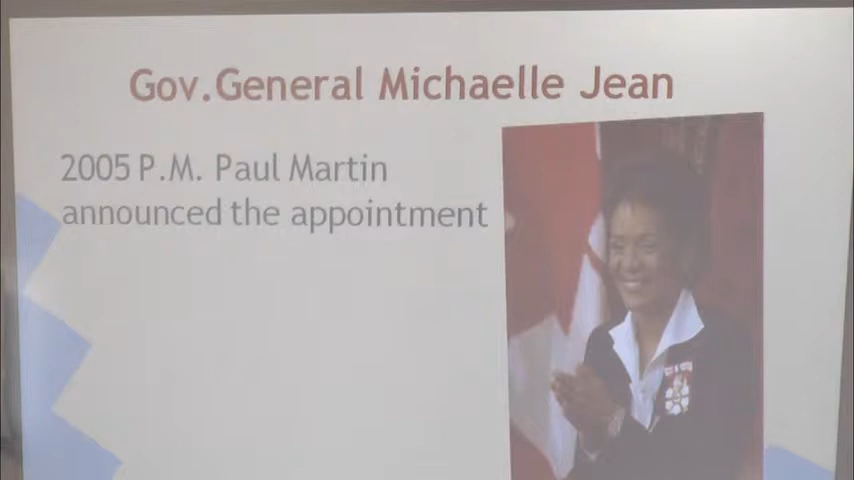 Gov.General Michaelle Jean
2005 P.M. Paul Martin
announced the appointment